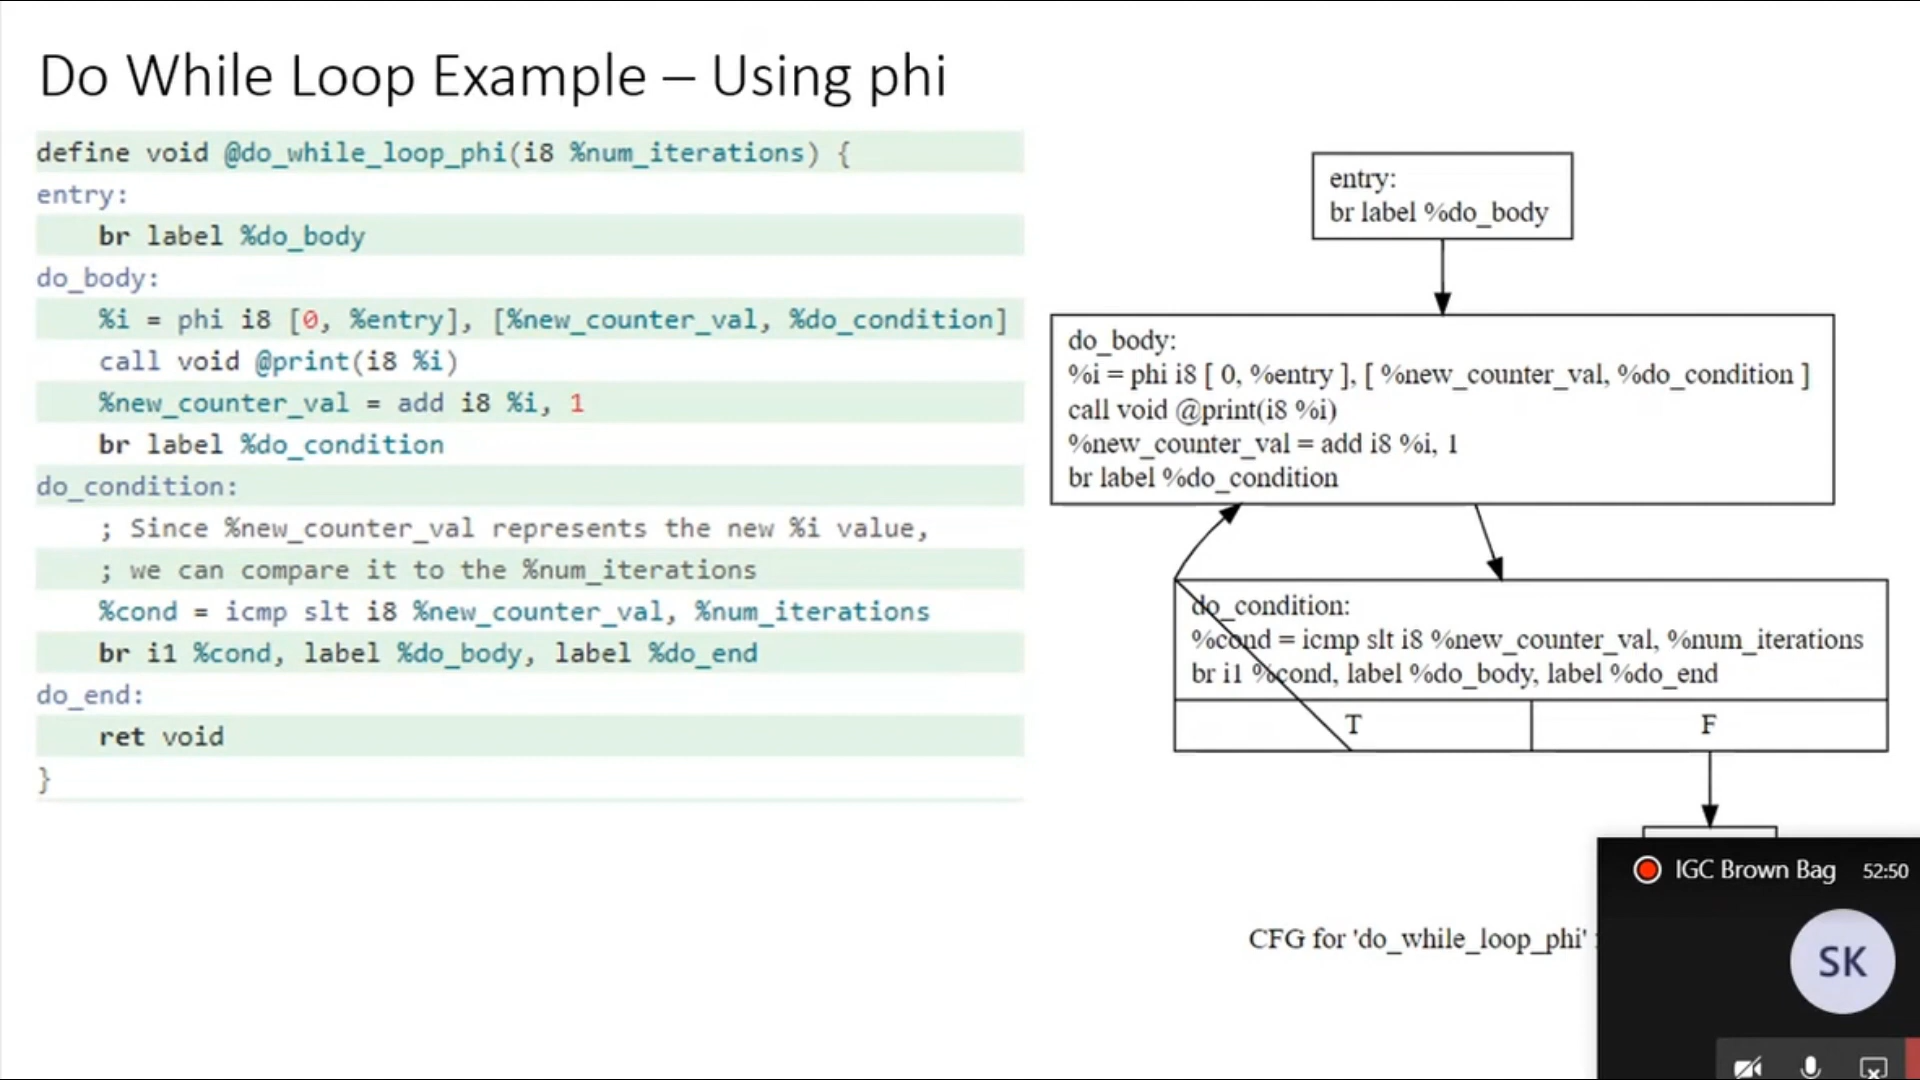 Do While Loop Example – Using phi
define void @do_while_loop_phi(i8 %num_iterations) {
entry:
br label %do_body
do_body:
%i = phi i8 [0, %entry], [%new_counter_val, %do_condition]
call void @print(i8 %i)
%new_counter_val = add i8 %i, 1
br label %do_condition
do_condition:
; Since %new_counter_val represents the new %i value,
; we can compare it to the %num_iterations
%cond = icmp slt i8 %new_counter_val, %num_iterations
br i1 %cond, label %do_body, label %do_end
do_end:
ret void
}
entry:
br label %do_body
do_body:
%i = phi i8 [ 0, %entry ], [ %new_counter_val, %do_condition ]
call void @print(i8 %i)
%new_counter_val = add i8 %i, 1
br label %do_condition
do_condition:
%cond = icmp slt i8 %new_counter_val, %num_iterations
br i1 %cond, label %do_body, label %do_end
T F
CFG for 'do_while_loop_phi'
IGC Brown Bag 52:50
SK